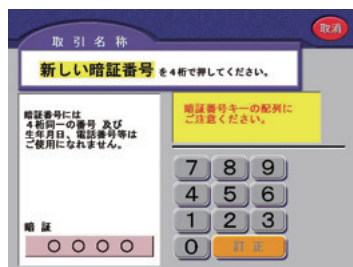 取引名称
取消
新しい暗証番号 を4桁で押してください。
暗証番号には
4桁同一の番号 及び
生年月日、電話番号等は
ご使用になれません。
暗証番号キーの配列に
ご注意ください。
暗証
○○○○
7 8 9
4 5 6
1 2 3
0 訂正